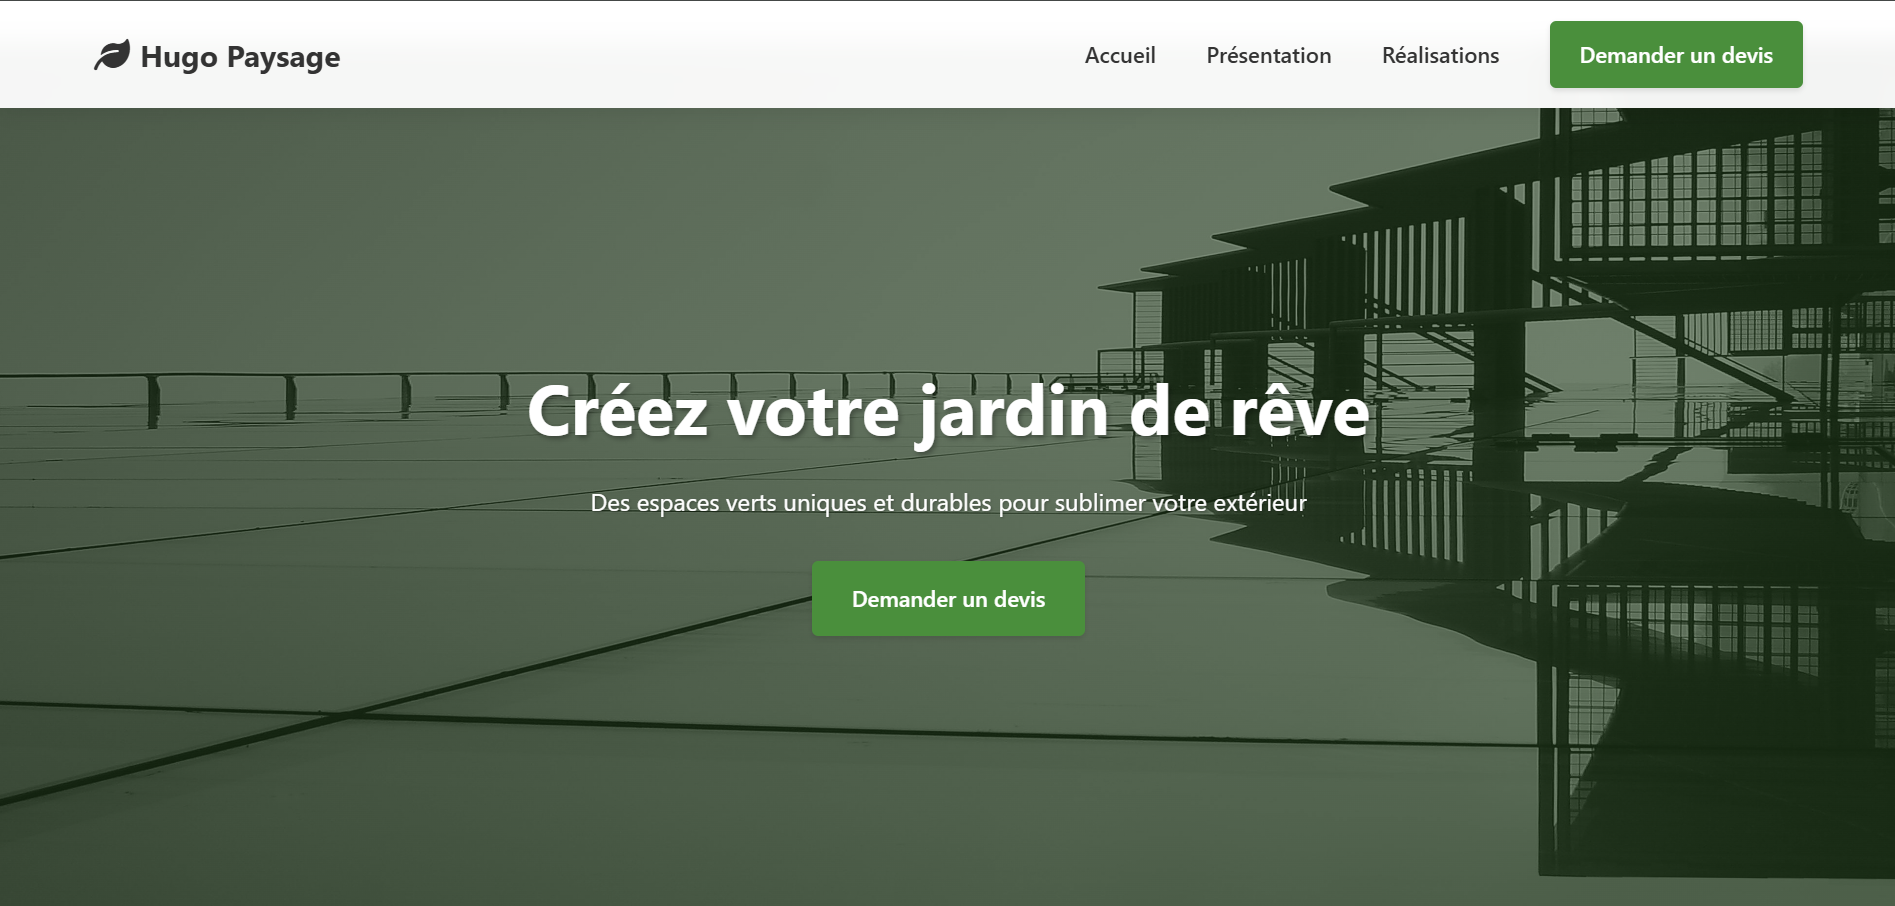 Hugo Paysage
Accueil
Présentation
Réalisations
Demander un devis
Créez votre jardin de rêve
Des espaces verts uniques et durables pour sublimer votre extérieur
Demander un devis